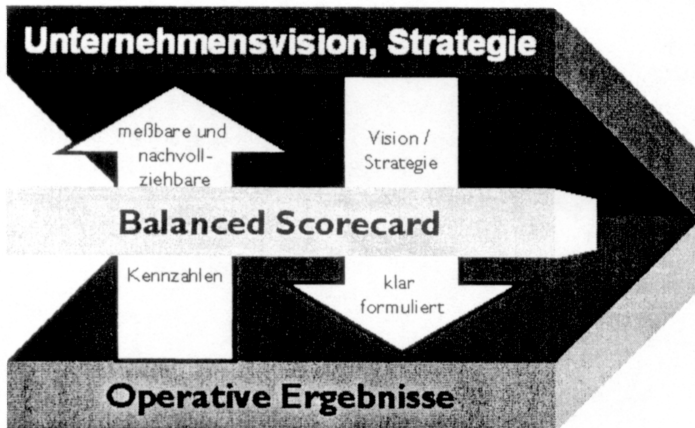 Unternehmensvision, Strategie
meßbare und
nachvoll-
ziehbare
Vision /
Strategie
Balanced Scorecard
Kennzahlen
klar
formuliert
Operative Ergebnisse